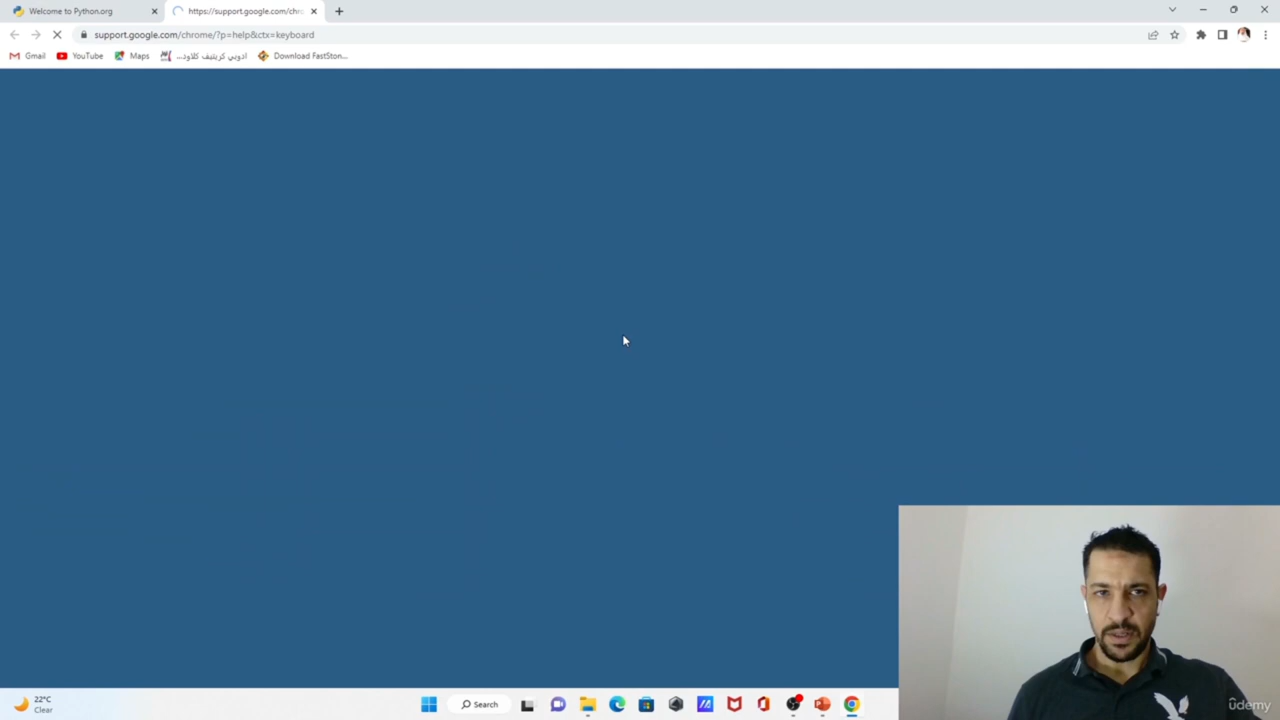 Welcome to Python.org
https://support.google.com/chro
support.google.com/chrome/?p=help&ctx=keyboard
Gmail
YouTube
Maps
ادوبي كريتيف كلاود...
Download FastSton...
22°C
Clear
Search
ûdemy